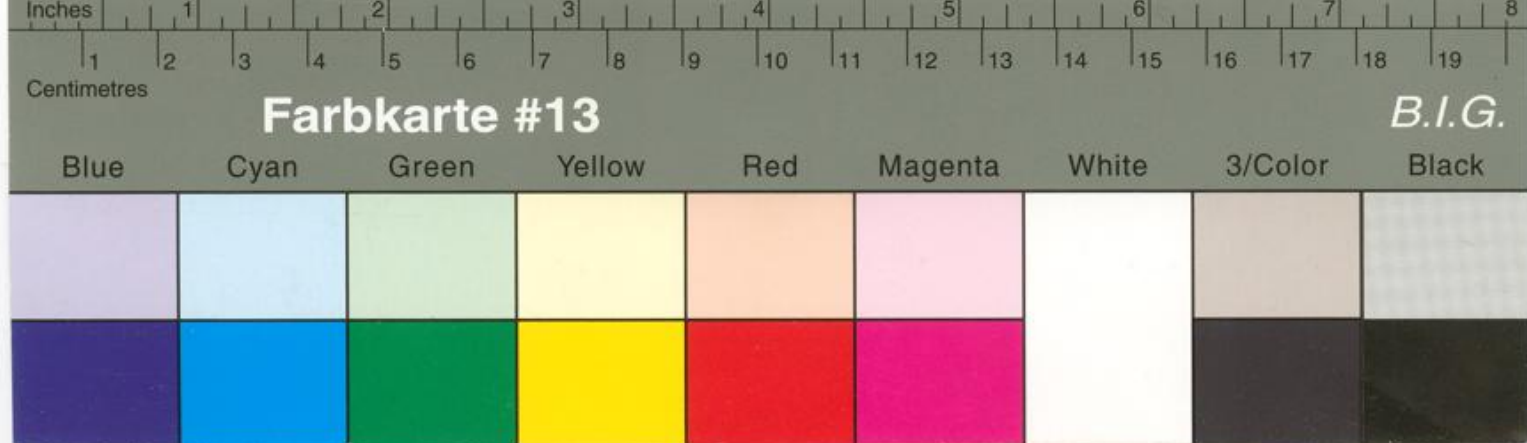 Inches 1 2 3 4 5 6 7 8
1 2 3 4 5 6 7 8 9 10 11 12 13 14 15 16 17 18 19
Centimetres
Farbkarte #13 B.I.G.
Blue Cyan Green Yellow Red Magenta White 3/Color Black